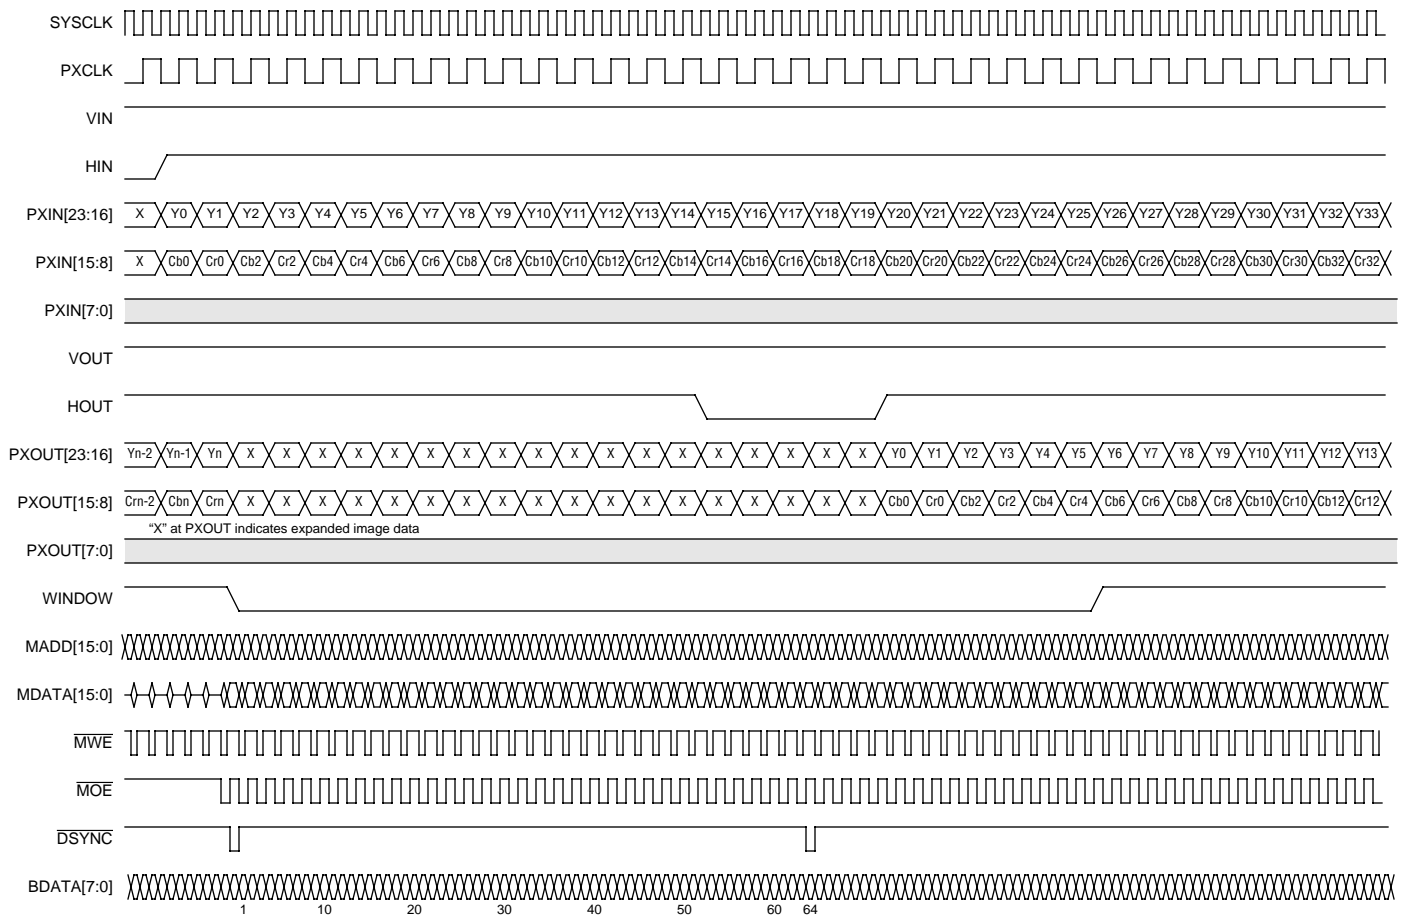 SYSCLK
PXCLK
VIN
HIN
PXIN[23:16] X Y0 Y1 Y2 Y3 Y4 Y5 Y6 Y7 Y8 Y9 Y10 Y11 Y12 Y13 Y14 Y15 Y16 Y17 Y18 Y19 Y20 Y21 Y22 Y23 Y24 Y25 Y26 Y27 Y28 Y29 Y30 Y31 Y32 Y33
PXIN[15:8] X Cb0 Cr0 Cb2 Cr2 Cb4 Cr4 Cb6 Cr6 Cb8 Cr8 Cb10 Cr10 Cb12 Cr12 Cb14 Cr14 Cb16 Cr16 Cb18 Cr18 Cb20 Cr20 Cb22 Cr22 Cb24 Cr24 Cb26 Cr26 Cb28 Cr28 Cb30 Cr30 Cb32 Cr32
PXIN[7:0]
VOUT
HOUT
PXOUT[23:16] Yn-2 Yn-1 Yn X X X X X X X X X X X X X X X X X X Y0 Y1 Y2 Y3 Y4 Y5 Y6 Y7 Y8 Y9 Y10 Y11 Y12 Y13
PXOUT[15:8] Crn-2 Cbn Crn X X X X X X X X X X X X X X X X X X Cb0 Cr0 Cb2 Cr2 Cb4 Cr4 Cb6 Cr6 Cb8 Cr8 Cb10 Cr10 Cb12 Cr12
“X” at PXOUT indicates expanded image data
PXOUT[7:0]
WINDOW
MADD[15:0]
MDATA[15:0]
MWE
MOE
DSYNC
BDATA[7:0]
1 10 20 30 40 50 60 64